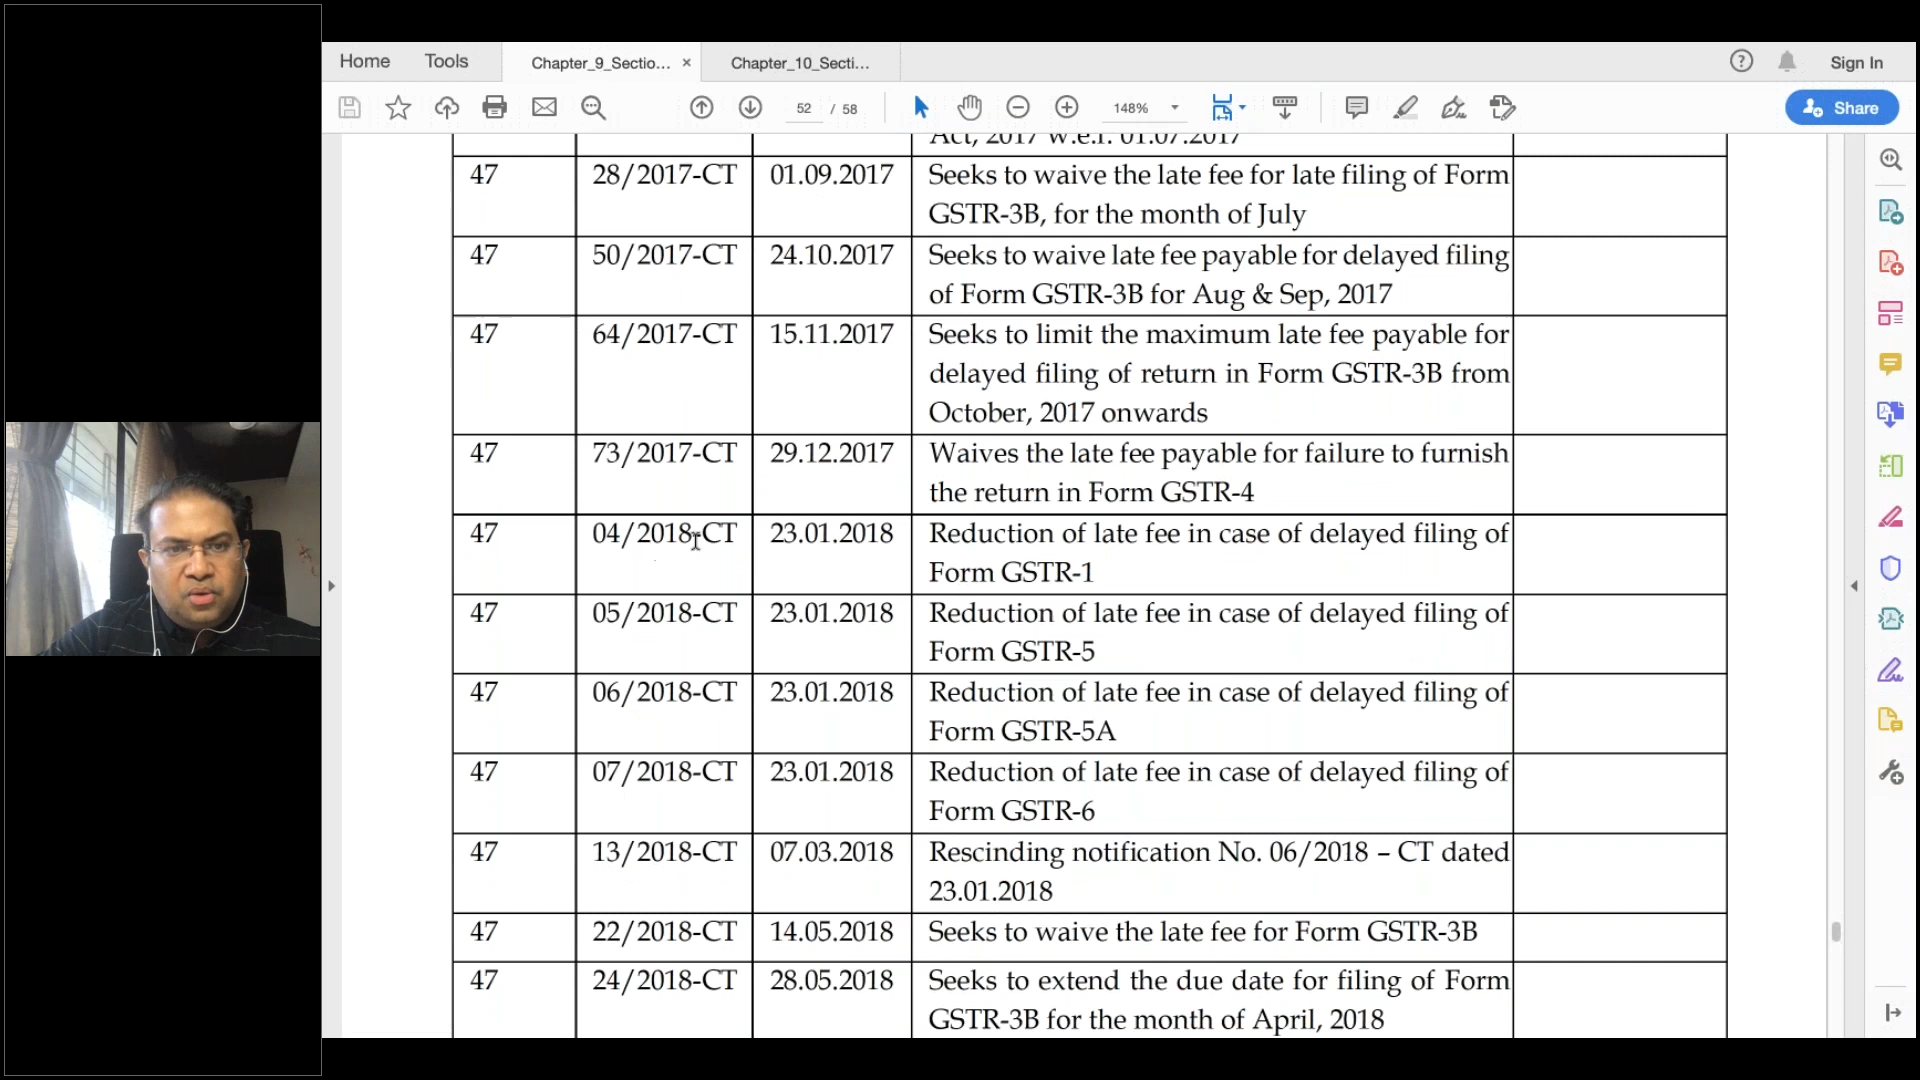 Home Tools Chapter_9_Sectio... × Chapter_10_Secti... Sign In
52 / 58 148% Share
Act, 2017 w.e.f. 01.07.2017
47 28/2017-CT 01.09.2017 Seeks to waive the late fee for late filing of Form
GSTR-3B, for the month of July
47 50/2017-CT 24.10.2017 Seeks to waive late fee payable for delayed filing
of Form GSTR-3B for Aug & Sep, 2017
47 64/2017-CT 15.11.2017 Seeks to limit the maximum late fee payable for
delayed filing of return in Form GSTR-3B from
October, 2017 onwards
47 73/2017-CT 29.12.2017 Waives the late fee payable for failure to furnish
the return in Form GSTR-4
47 04/2018-CT 23.01.2018 Reduction of late fee in case of delayed filing of
Form GSTR-1
47 05/2018-CT 23.01.2018 Reduction of late fee in case of delayed filing of
Form GSTR-5
47 06/2018-CT 23.01.2018 Reduction of late fee in case of delayed filing of
Form GSTR-5A
47 07/2018-CT 23.01.2018 Reduction of late fee in case of delayed filing of
Form GSTR-6
47 13/2018-CT 07.03.2018 Rescinding notification No. 06/2018 – CT dated
23.01.2018
47 22/2018-CT 14.05.2018 Seeks to waive the late fee for Form GSTR-3B
47 24/2018-CT 28.05.2018 Seeks to extend the due date for filing of Form
GSTR-3B for the month of April, 2018